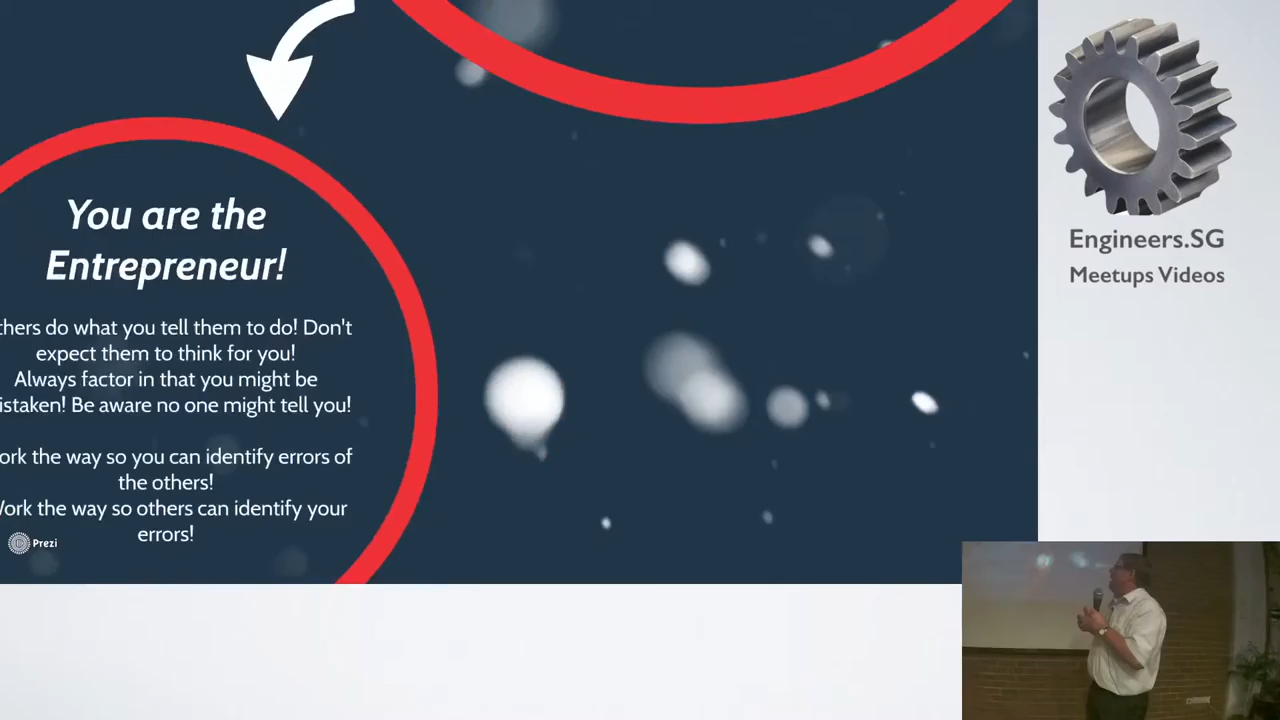 You are the
Entrepreneur!
thers do what you tell them to do! Don't
expect them to think for you!
Always factor in that you might be
istaken! Be aware no one might tell you!
ork the way so you can identify errors of
the others!
Work the way so others can identify your
errors!
Prezi
Engineers.SG
Meetups Videos